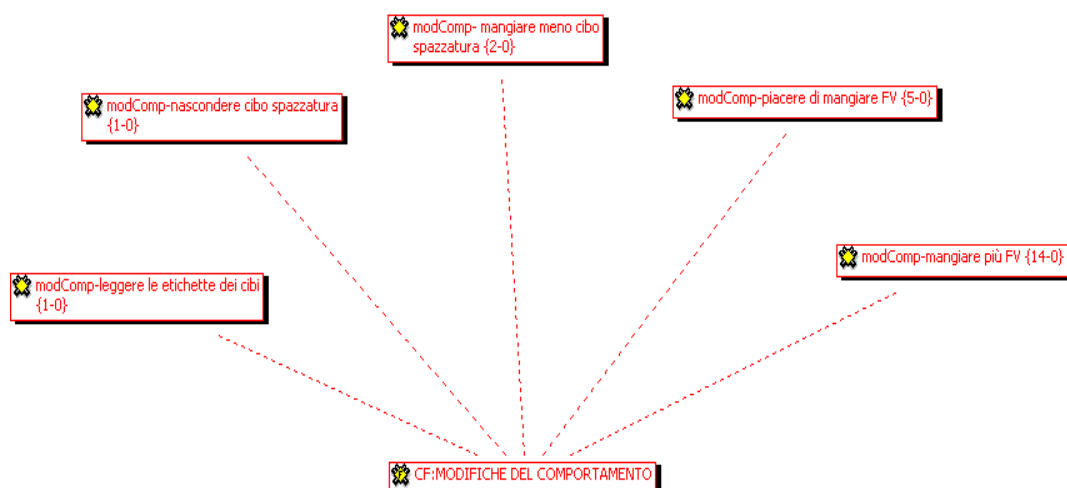 modComp- mangiare meno cibo
spazzatura {2-0}
modComp-nascondere cibo spazzatura
{1-0}
modComp-piacere di mangiare FV {5-0}
modComp-leggere le etichette dei cibi
{1-0}
modComp-mangiare più FV {14-0}
CF:MODIFICHE DEL COMPORTAMENTO